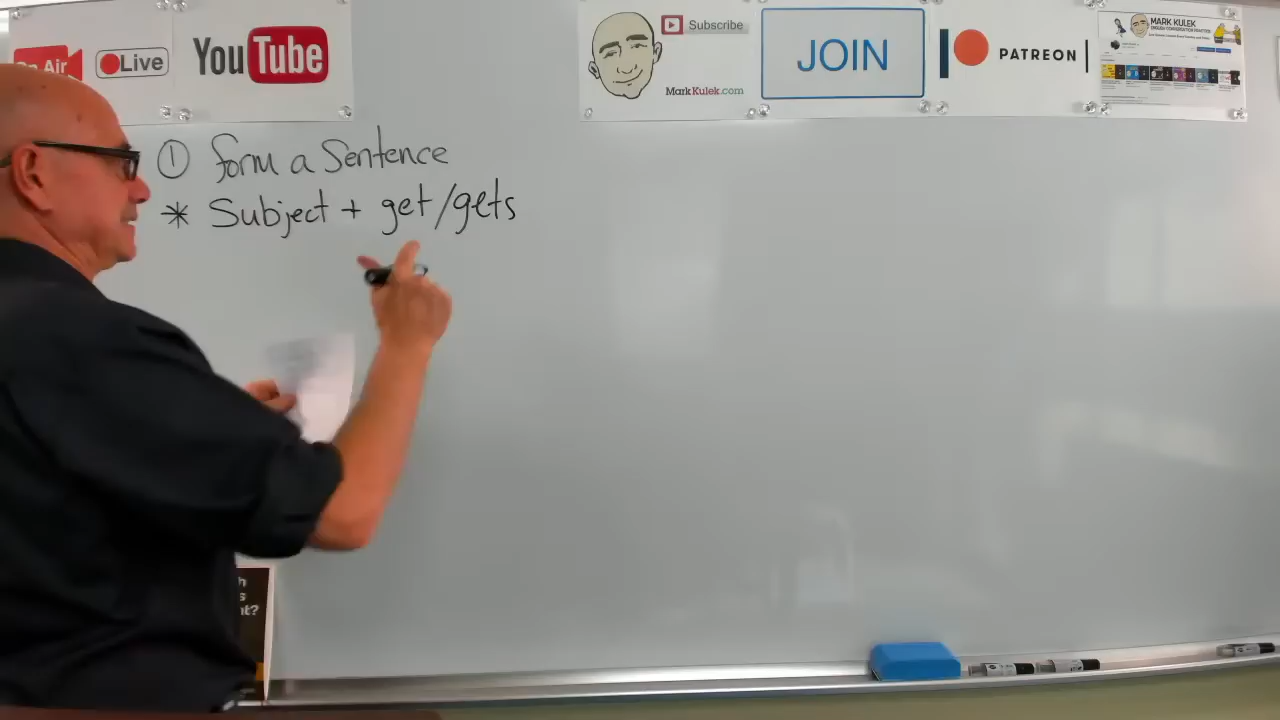 On Air
Live
YouTube
Subscribe
MarkKulek.com
JOIN
PATREON
MARK KULEK
① form a Sentence
* Subject + get/gets